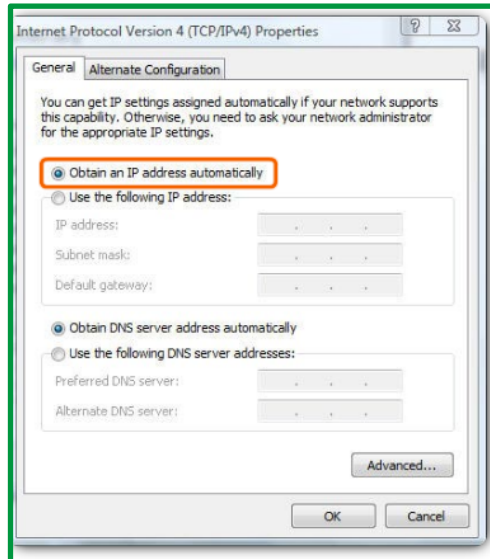 Internet Protocol Version 4 (TCP/IPv4) Properties
General
Alternate Configuration
You can get IP settings assigned automatically if your network supports
this capability. Otherwise, you need to ask your network administrator
for the appropriate IP settings.
Obtain an IP address automatically
Use the following IP address:
IP address:
Subnet mask:
Default gateway:
Obtain DNS server address automatically
Use the following DNS server addresses:
Preferred DNS server:
Alternate DNS server:
Advanced...
OK
Cancel